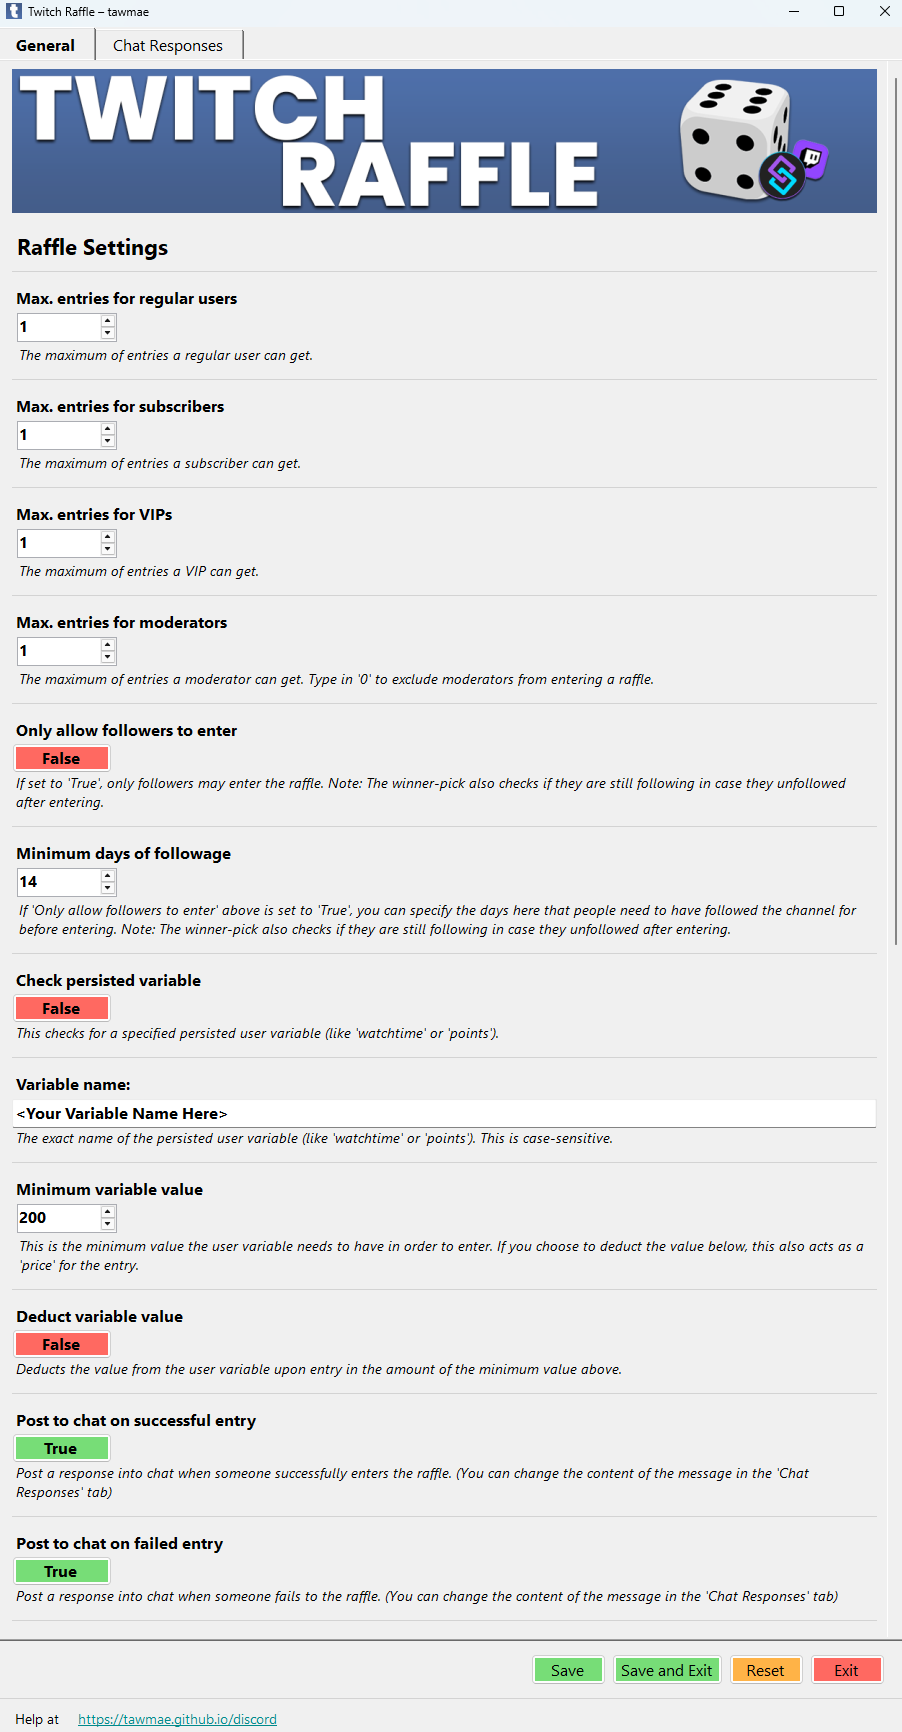 Twitch Raffle – tawmae
General
Chat Responses
TWITCH
RAFFLE
Raffle Settings
Max. entries for regular users
1
The maximum of entries a regular user can get.
Max. entries for subscribers
1
The maximum of entries a subscriber can get.
Max. entries for VIPs
1
The maximum of entries a VIP can get.
Max. entries for moderators
1
The maximum of entries a moderator can get. Type in '0' to exclude moderators from entering a raffle.
Only allow followers to enter
False
If set to 'True', only followers may enter the raffle. Note: The winner-pick also checks if they are still following in case they unfollowed
after entering.
Minimum days of followage
14
If 'Only allow followers to enter' above is set to 'True', you can specify the days here that people need to have followed the channel for
before entering. Note: The winner-pick also checks if they are still following in case they unfollowed after entering.
Check persisted variable
False
This checks for a specified persisted user variable (like 'watchtime' or 'points').
Variable name:
<Your Variable Name Here>
The exact name of the persisted user variable (like 'watchtime' or 'points'). This is case-sensitive.
Minimum variable value
200
This is the minimum value the user variable needs to have in order to enter. If you choose to deduct the value below, this also acts as a
'price' for the entry.
Deduct variable value
False
Deducts the value from the user variable upon entry in the amount of the minimum value above.
Post to chat on successful entry
True
Post a response into chat when someone successfully enters the raffle. (You can change the content of the message in the 'Chat
Responses' tab)
Post to chat on failed entry
True
Post a response into chat when someone fails to the raffle. (You can change the content of the message in the 'Chat Responses' tab)
Save
Save and Exit
Reset
Exit
Help at
https://tawmae.github.io/discord